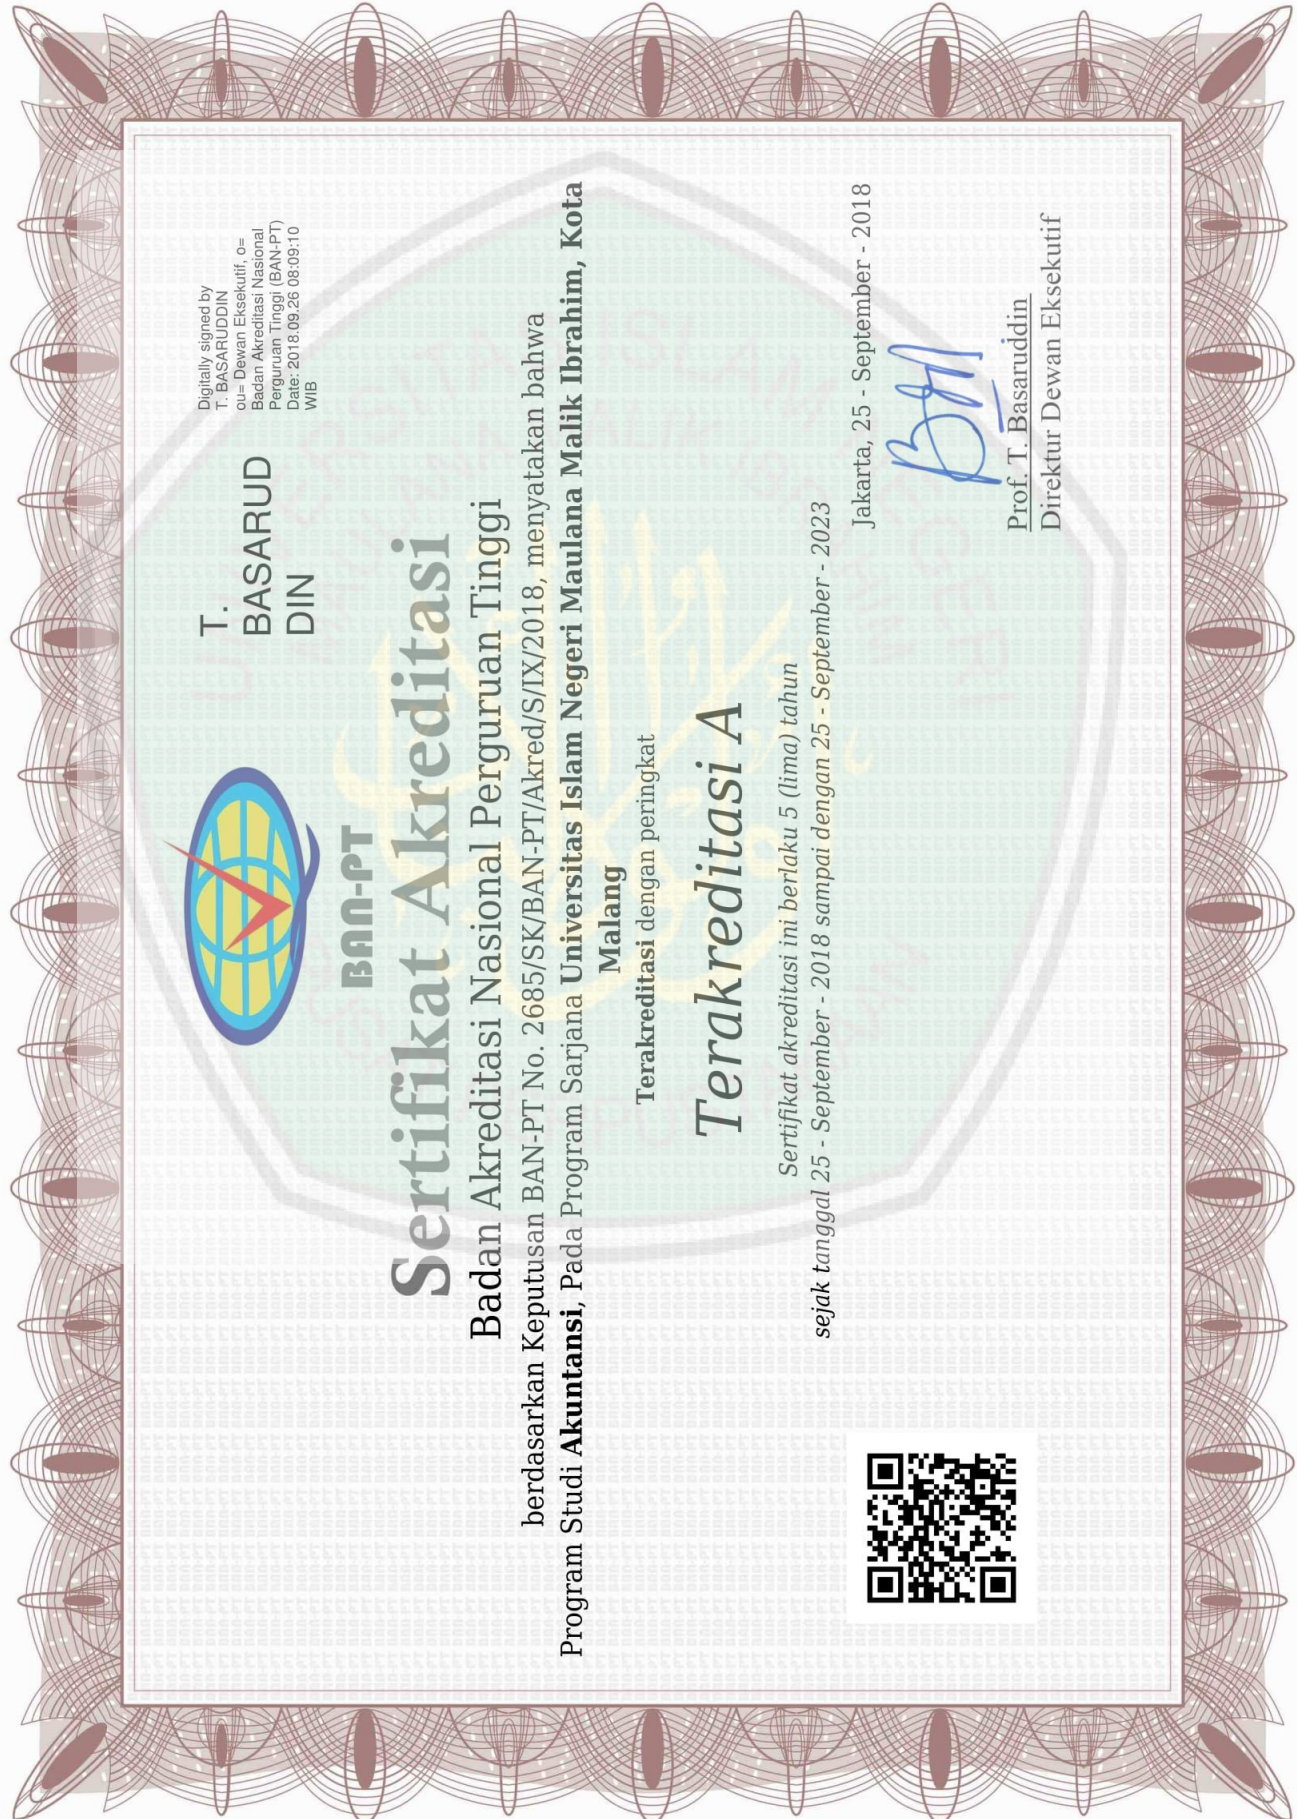 BAN-PT
T.
BASARUD
DIN
Digitally signed by
T. BASARUDDIN
ou= Dewan Eksekutif, o=
Badan Akreditasi Nasional
Perguruan Tinggi (BAN-PT)
Date: 2018.09.26 08:09:10
WIB
Sertifikat Akreditasi
Badan Akreditasi Nasional Perguruan Tinggi
berdasarkan Keputusan BAN-PT No. 2685/SK/BAN-PT/Akred/S/IX/2018, menyatakan bahwa
Program Studi Akuntansi, Pada Program Sarjana Universitas Islam Negeri Maulana Malik Ibrahim, Kota
Malang
Terakreditasi dengan peringkat
Terakreditasi A
Sertifikat akreditasi ini berlaku 5 (lima) tahun
sejak tanggal 25 - September - 2018 sampai dengan 25 - September - 2023
Jakarta, 25 - September - 2018
Prof. T. Basaruddin
Direktur Dewan Eksekutif